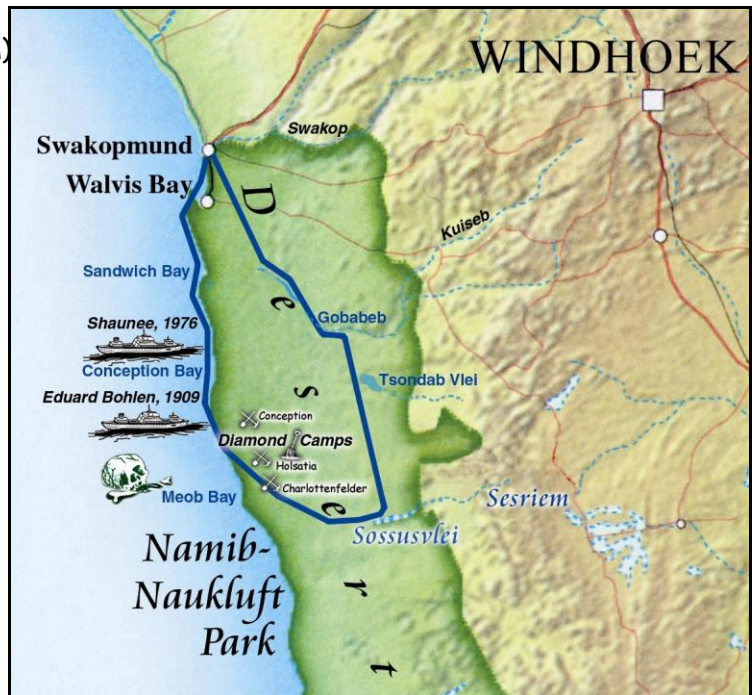 )
WINDHOEK
Swakop
Swakopmund
Walvis Bay
D
Kuiseb
Sandwich Bay
e
Gobabeb
Shaunee, 1976
Conception Bay
Tsondab Vlei
s
Eduard Bohlen, 1909
Conception
Diamond Camps
Holsatia
Charlottenfelder
Meob Bay
Sesriem
e
Sossusvlei
Namib-
Naukluft
Park
r
t